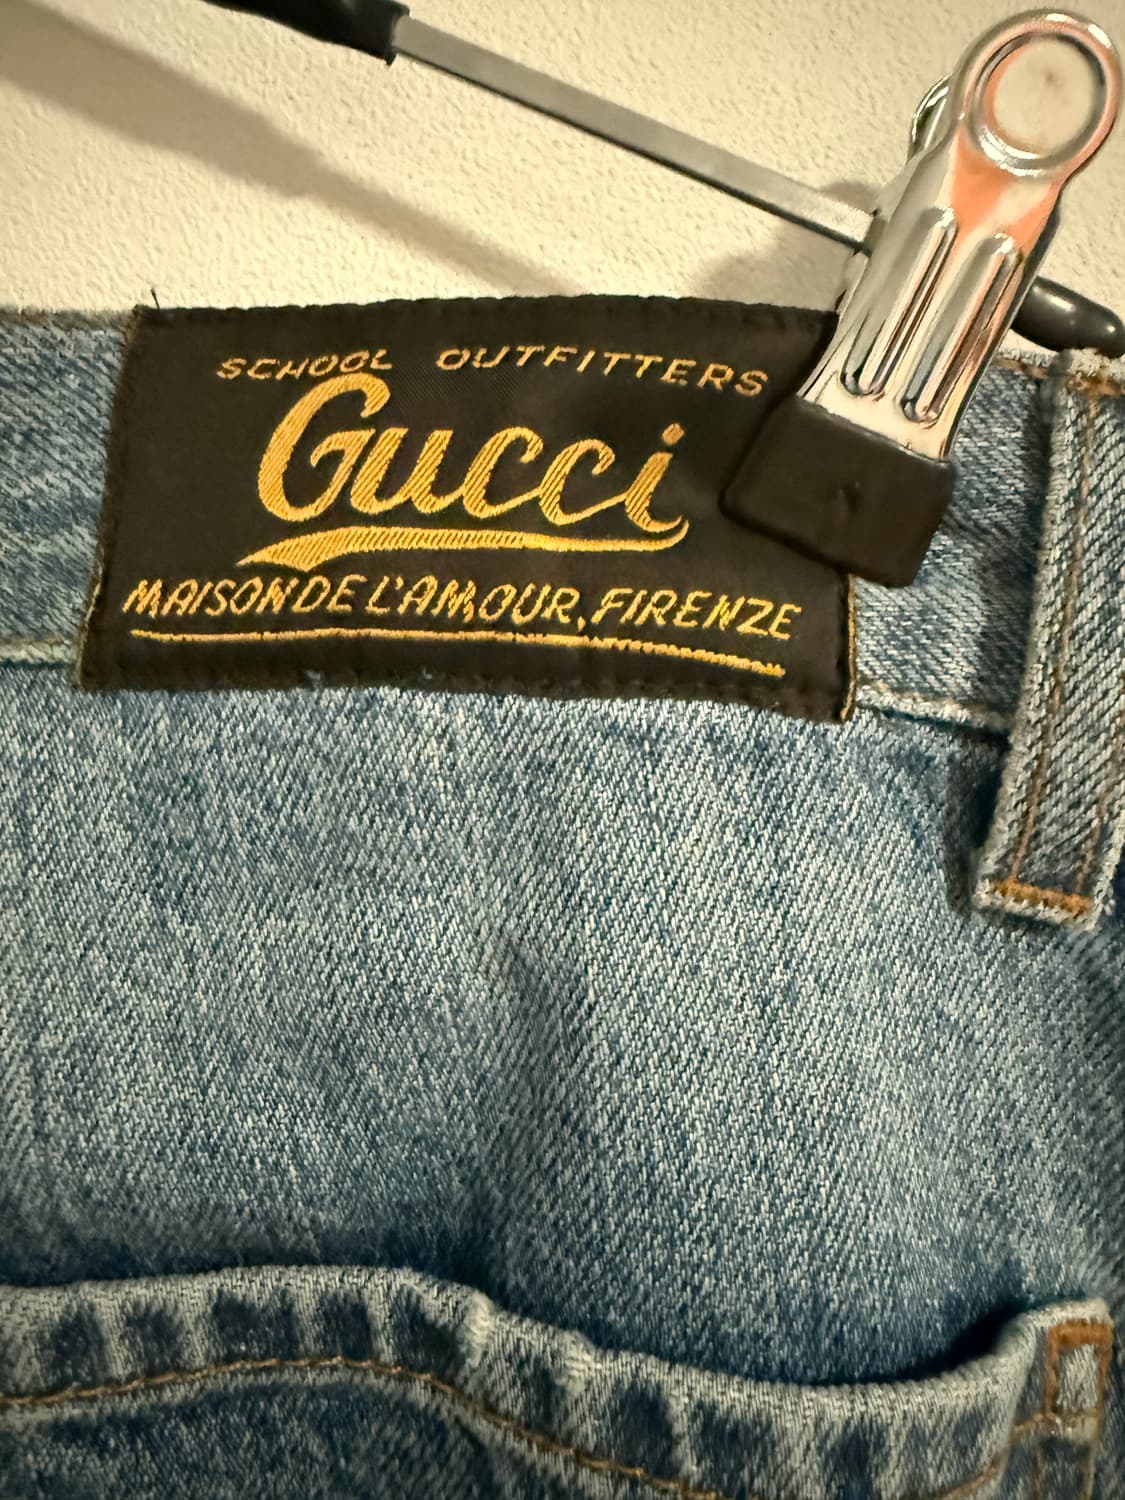 SCHOOL OUTFITTERS
Gucci
MAISON DE L'AMOUR, FIRENZE